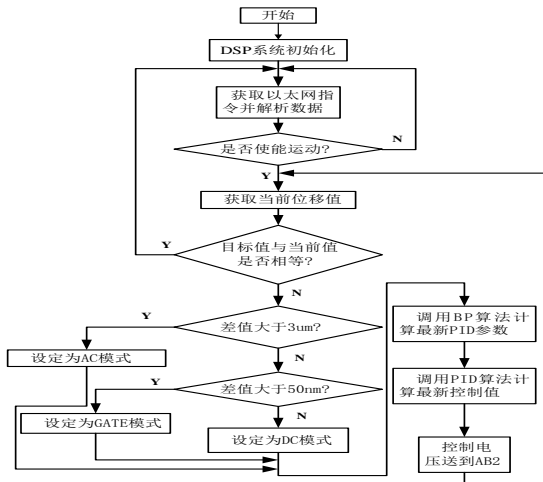 开始
DSP系统初始化
获取以太网指
令并解析数据
是否使能运动?
N
Y
获取当前位移值
目标值与当前值
是否相等?
Y
N
调用BP算法计
算最新PID参数
差值大于3um?
Y
N
设定为AC模式
调用PID算法计
算最新控制值
差值大于50nm?
Y
N
设定为GATE模式
设定为DC模式
控制电
压送到AB2